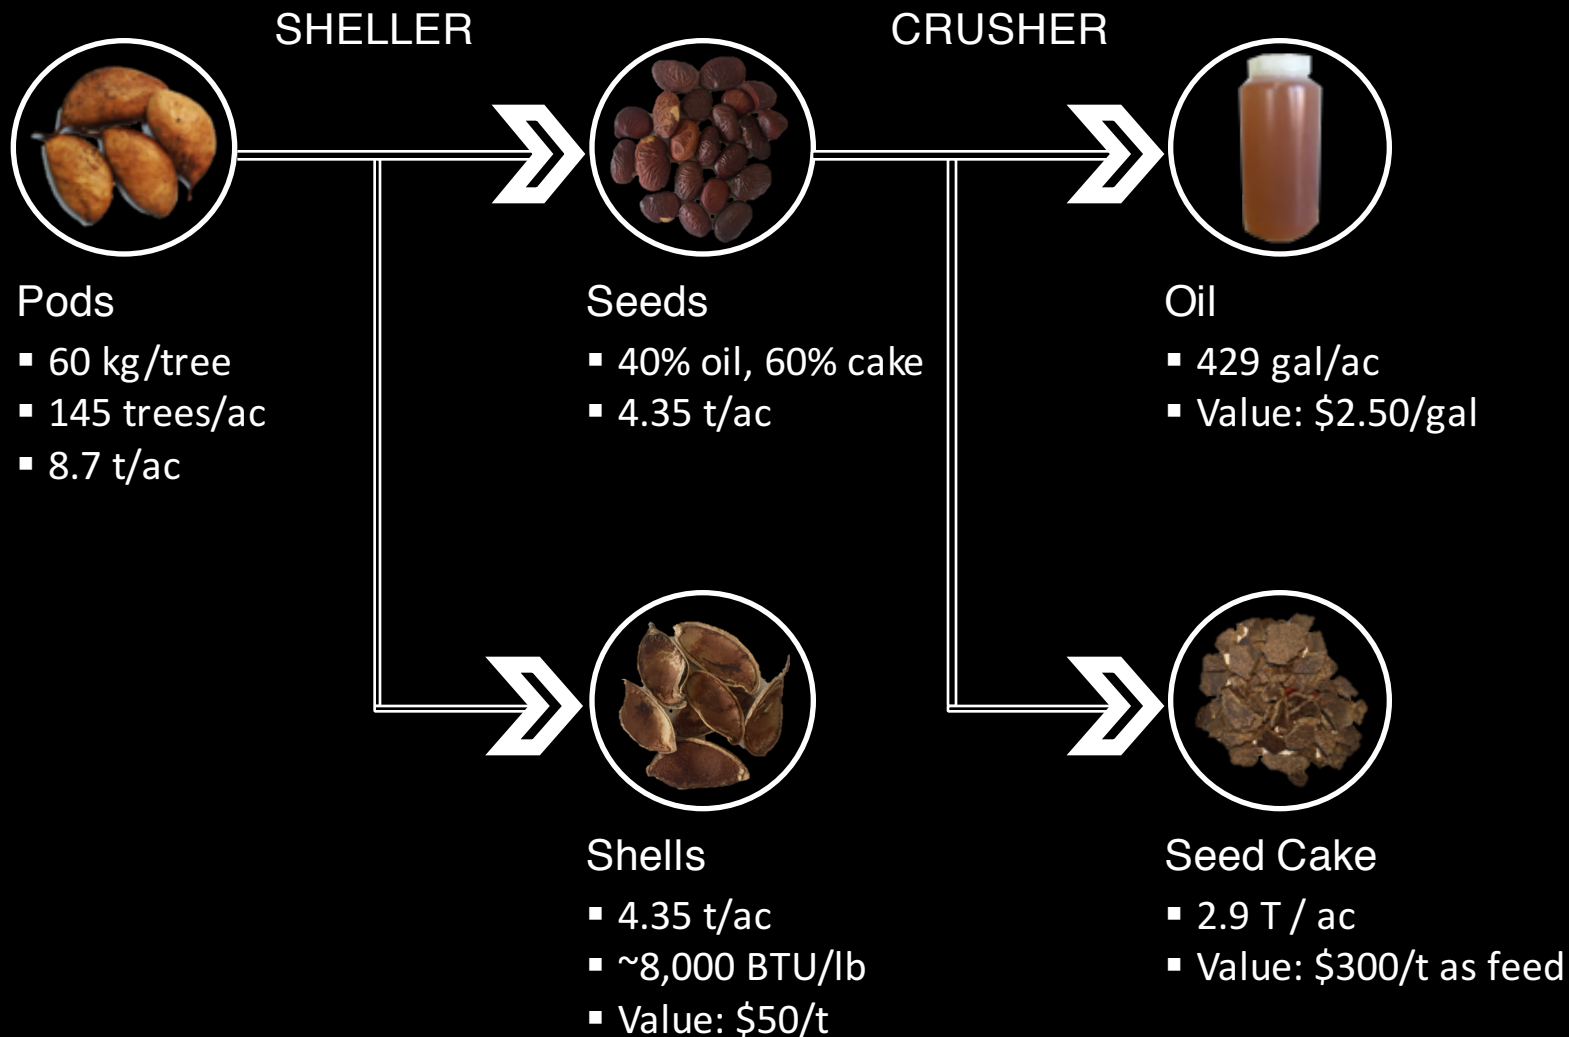 SHELLER
CRUSHER
Pods
▪ 60 kg/tree
▪ 145 trees/ac
▪ 8.7 t/ac
Seeds
▪ 40% oil, 60% cake
▪ 4.35 t/ac
Oil
▪ 429 gal/ac
▪ Value: $2.50/gal
Shells
▪ 4.35 t/ac
▪ ~8,000 BTU/lb
▪ Value: $50/t
Seed Cake
▪ 2.9 T / ac
▪ Value: $300/t as feed